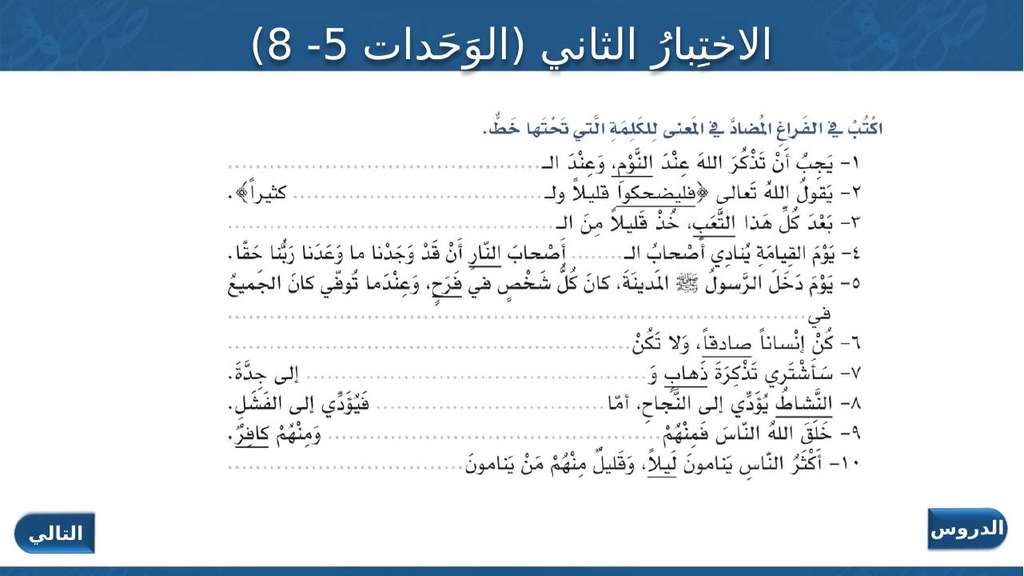 الاختِبارُ الثاني (الوَحَدات 5- 8)
اكْتُبْ في الفَراغِ المُضادَّ في المَعنى لِلكَلِمَةِ الَّتي تَحْتَها خَطٌّ.
١- يَجِبُ أَنْ تَذْكُرَ اللهَ عِنْدَ النَّوْمِ، وَعِنْدَ الـ ........................................
٢- يَقولُ اللهُ تَعالى ﴿فليضحكوا قليلاً ولـ ........................................ كثيراً﴾.
٣- بَعْدَ كُلِّ هَذا التَّعَبِ، خُذْ قَليلاً مِنَ الـ ........................................
٤- يَوْمَ القِيامَةِ يُنادِي أَصْحابُ الـ ........ أَصْحابَ النّارِ أَنْ قَدْ وَجَدْنا ما وَعَدَنا رَبُّنا حَقًّا.
٥- يَوْمَ دَخَلَ الرَّسولُ ﷺ المَدينَةَ، كانَ كُلُّ شَخْصٍ في فَرَحٍ، وَعِنْدَما تُوفّي كانَ الجَميعُ
في ........................................
٦- كُنْ إنْساناً صادقاً، وَلا تَكُنْ ........................................
٧- سَأَشْتَري تَذْكِرَةَ ذَهابٍ وَ ........................................ إلى جِدَّةَ.
٨- النَّشاطُ يُؤَدِّي إلى النَّجاحِ، أمّا ........................................ فَيُؤَدِّي إلى الفَشَلِ.
٩- خَلَقَ اللهُ النّاسَ فَمِنْهُمْ ........................................ وَمِنْهُمْ كافِرٌ.
١٠- أَكْثَرُ النّاسِ يَنامونَ لَيلاً، وَقَليلٌ مِنْهُمْ مَنْ يَنامونَ ........................................
الدروس
التالي